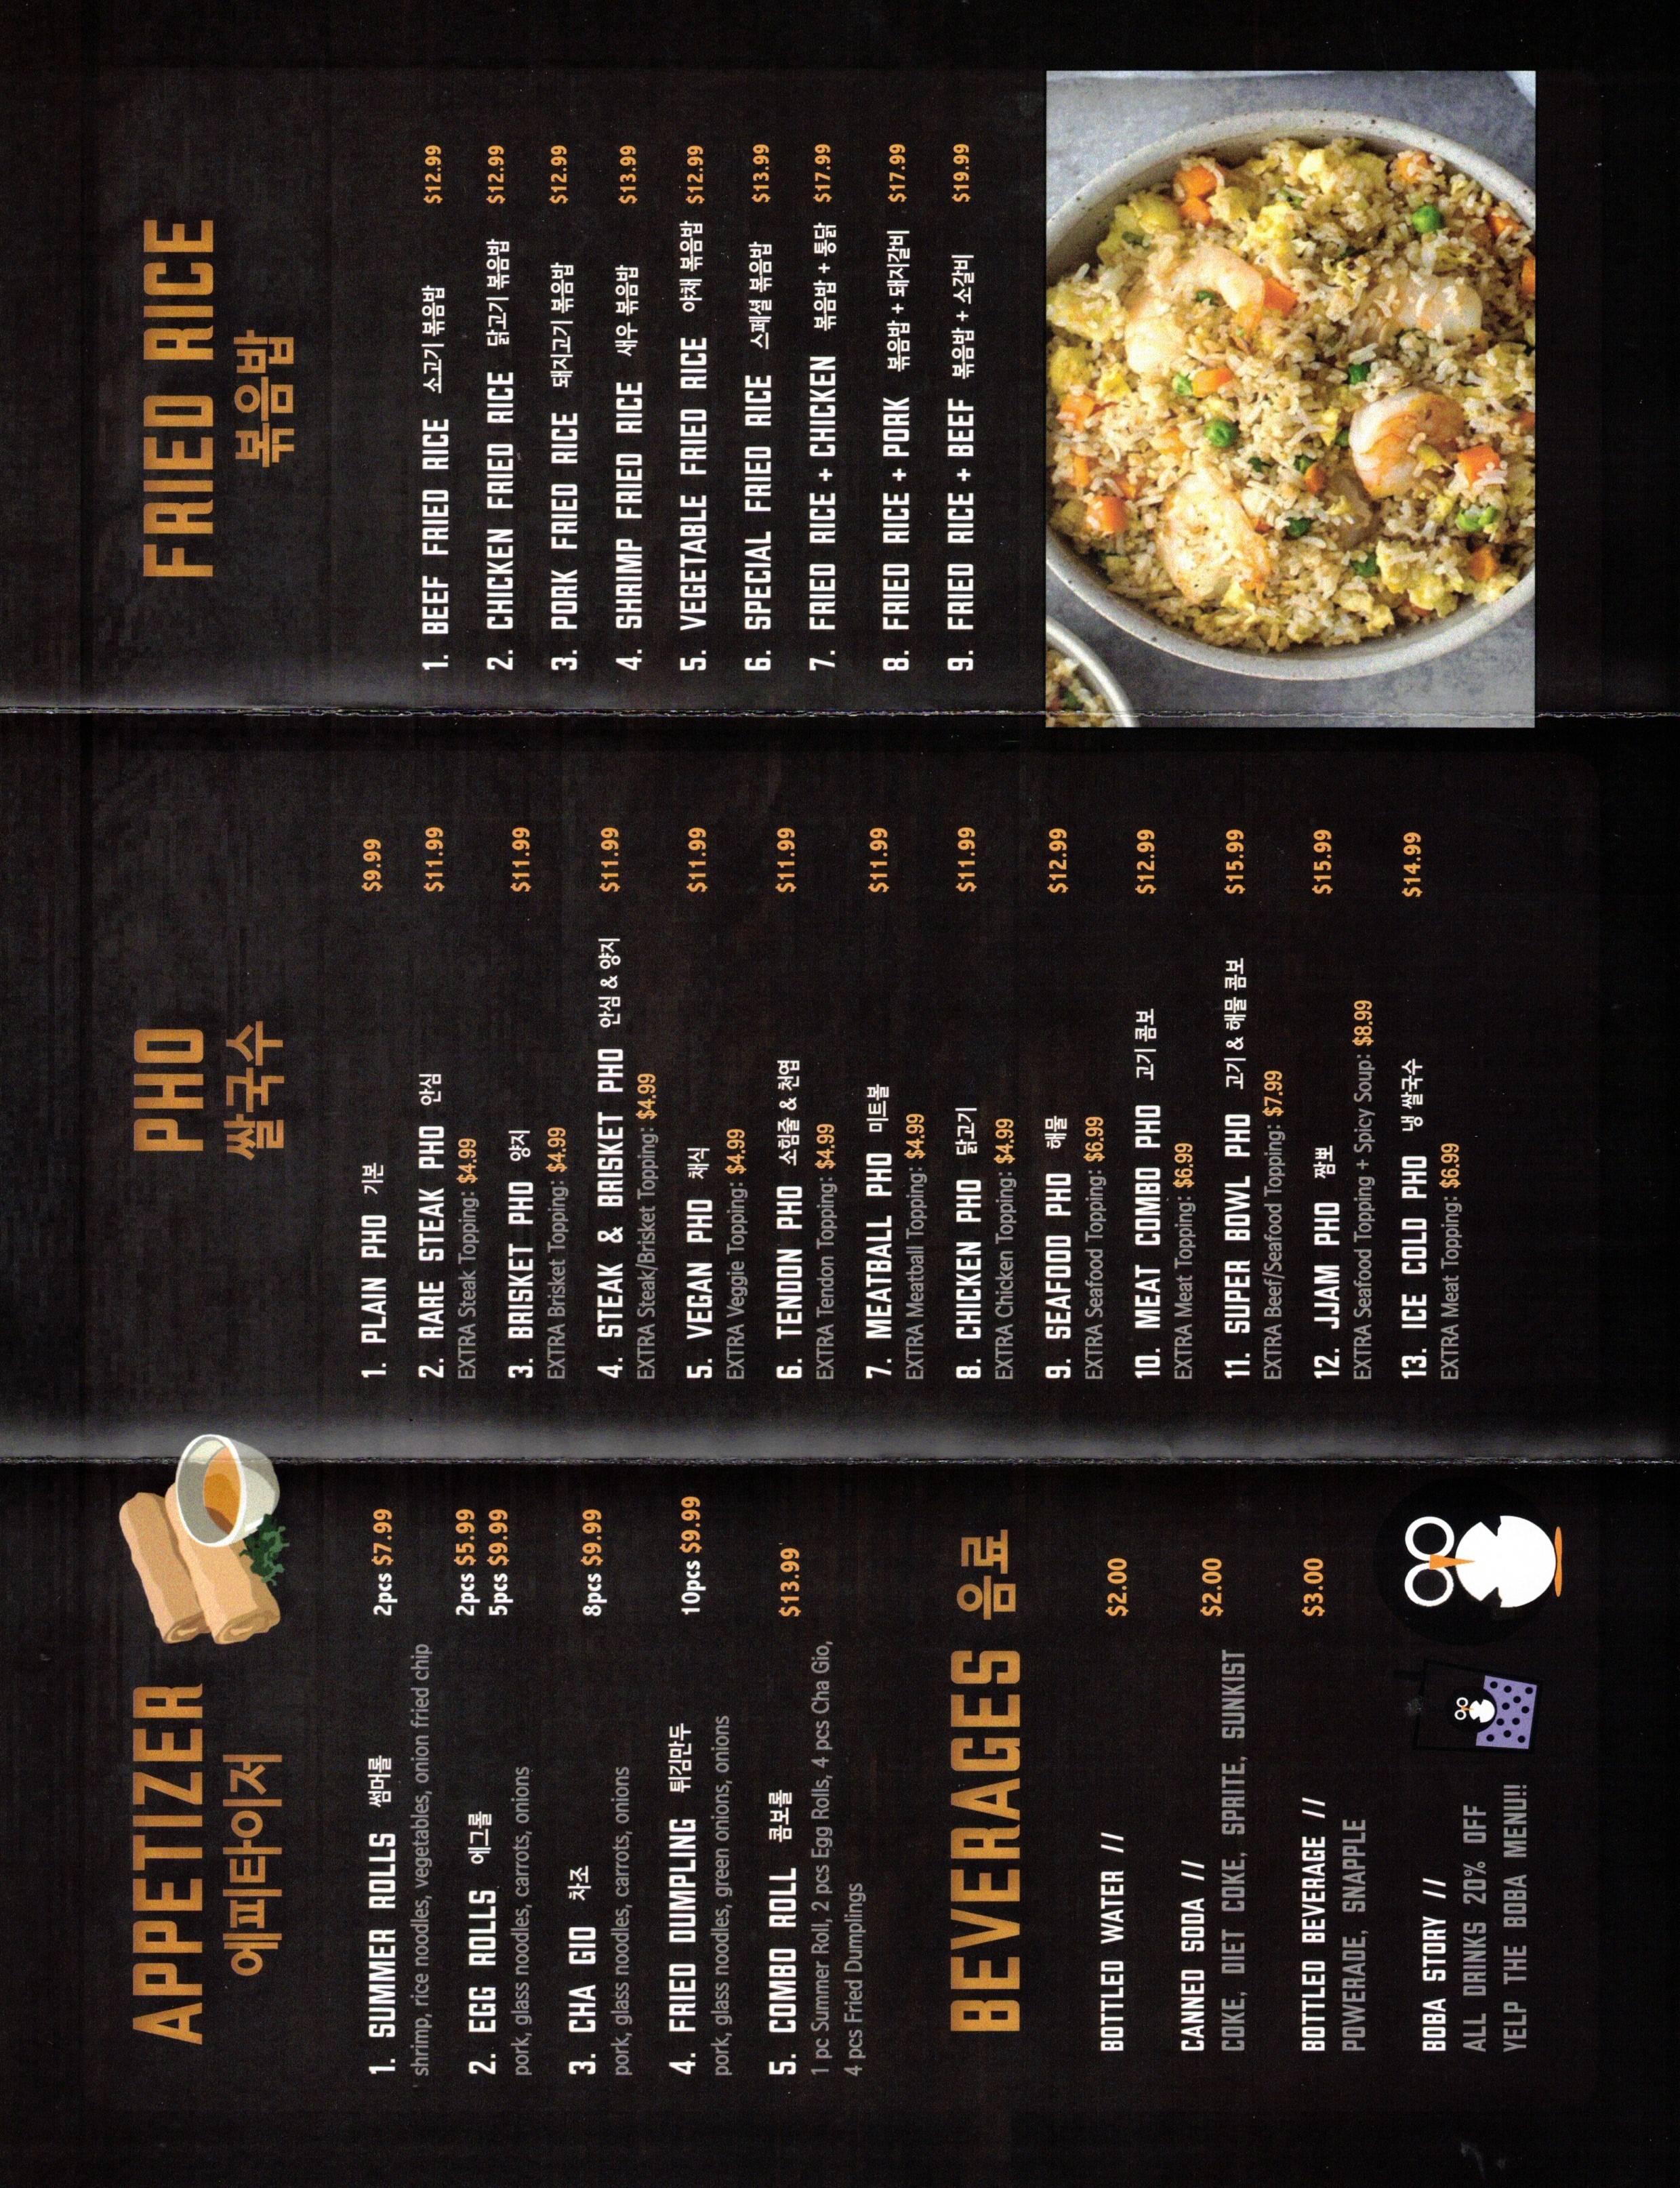 APPETIZER
에피타이저
1. SUMMER ROLLS 썸머롤 2pcs $7.99
shrimp, rice noodles, vegetables, onion fried chip
2. EGG ROLLS 에그롤 2pcs $5.99
5pcs $9.99
pork, glass noodles, carrots, onions
3. CHA GIO 차조 8pcs $9.99
pork, glass noodles, carrots, onions
4. FRIED DUMPLING 튀김만두 10pcs $9.99
pork, glass noodles, green onions, onions
5. COMBO ROLL 콤보롤 $13.99
1 pc Summer Roll, 2 pcs Egg Rolls, 4 pcs Cha Gio,
4 pcs Fried Dumplings
BEVERAGES 음료
BOTTLED WATER // $2.00
CANNED SODA // $2.00
COKE, DIET COKE, SPRITE, SUNKIST
BOTTLED BEVERAGE // $3.00
POWERADE, SNAPPLE
BOBA STORY //
ALL DRINKS 20% OFF
YELP THE BOBA MENU!!
PHO
쌀국수
1. PLAIN PHO 기본 $9.99
2. RARE STEAK PHO 안심 $11.99
EXTRA Steak Topping: $4.99
3. BRISKET PHO 양지 $11.99
EXTRA Brisket Topping: $4.99
4. STEAK & BRISKET PHO 안심 & 양지 $11.99
EXTRA Steak/Brisket Topping: $4.99
5. VEGAN PHO 채식 $11.99
EXTRA Veggie Topping: $4.99
6. TENDON PHO 소힘줄 & 천엽 $11.99
EXTRA Tendon Topping: $4.99
7. MEATBALL PHO 미트볼 $11.99
EXTRA Meatball Topping: $4.99
8. CHICKEN PHO 닭고기 $11.99
EXTRA Chicken Topping: $4.99
9. SEAFOOD PHO 해물 $12.99
EXTRA Seafood Topping: $6.99
10. MEAT COMBO PHO 고기 콤보 $12.99
EXTRA Meat Topping: $6.99
11. SUPER BOWL PHO 고기 & 해물 콤보 $15.99
EXTRA Beef/Seafood Topping: $7.99
12. JJAM PHO 짬뽀 $15.99
EXTRA Seafood Topping + Spicy Soup: $8.99
13. ICE COLD PHO 냉 쌀국수 $14.99
EXTRA Meat Topping: $6.99
FRIED RICE
볶음밥
1. BEEF FRIED RICE 소고기 볶음밥 $12.99
2. CHICKEN FRIED RICE 닭고기 볶음밥 $12.99
3. PORK FRIED RICE 돼지고기 볶음밥 $12.99
4. SHRIMP FRIED RICE 새우 볶음밥 $13.99
5. VEGETABLE FRIED RICE 야채 볶음밥 $12.99
6. SPECIAL FRIED RICE 스페셜 볶음밥 $13.99
7. FRIED RICE + CHICKEN 볶음밥 + 통닭 $17.99
8. FRIED RICE + PORK 볶음밥 + 돼지갈비 $17.99
9. FRIED RICE + BEEF 볶음밥 + 소갈비 $19.99